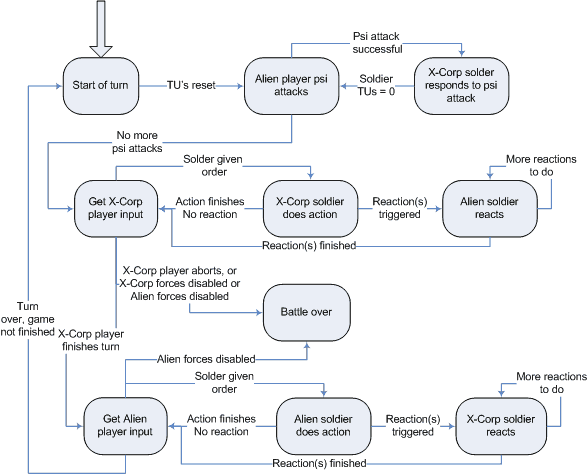 Psi attack
successful
Start of turn
TU's reset
Alien player psi
attacks
Soldier
TUs = 0
X-Corp solder
responds to psi
attack
No more
psi attacks
Solder given
order
More reactions
to do
Get X-Corp
player input
Action finishes
No reaction
X-Corp soldier
does action
Reaction(s)
triggered
Alien soldier
reacts
Reaction(s) finished
X-Corp player aborts, or
X-Corp forces disabled or
Alien forces disabled
Battle over
Turn
over, game
not finished
X-Corp player
finishes turn
Alien forces disabled
Solder given
order
More reactions
to do
Get Alien
player input
Action finishes
No reaction
Alien soldier
does action
Reaction(s)
triggered
X-Corp soldier
reacts
Reaction(s) finished